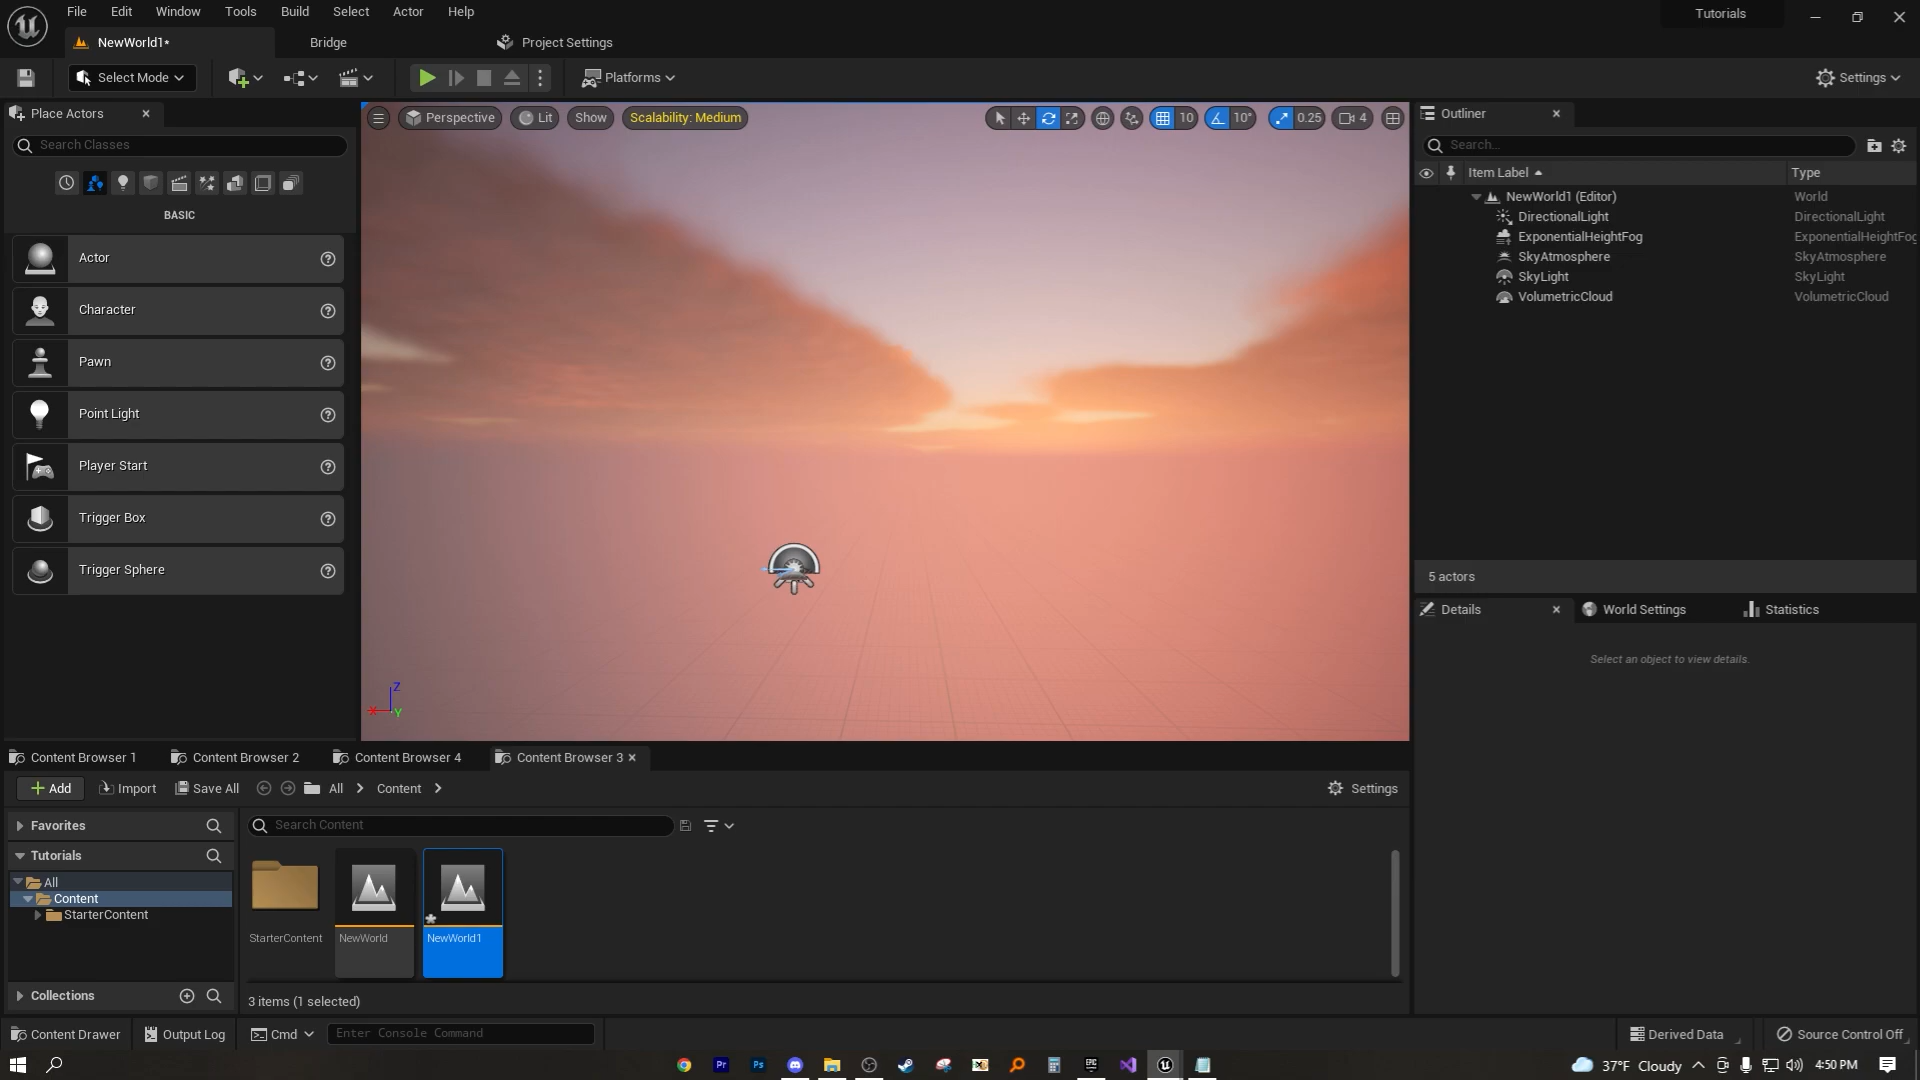 File Edit Window Tools Build Select Actor Help
Tutorials
NewWorld1*
Bridge
Project Settings
Select Mode
Platforms
Settings
Place Actors
Search Classes
BASIC
Actor
Character
Pawn
Point Light
Player Start
Trigger Box
Trigger Sphere
Perspective
Lit
Show
Scalability: Medium
10
10°
0.25
4
Z
X
Y
Outliner
Search...
Item Label
Type
NewWorld1 (Editor) World
DirectionalLight DirectionalLight
ExponentialHeightFog ExponentialHeightFog
SkyAtmosphere SkyAtmosphere
SkyLight SkyLight
VolumetricCloud VolumetricCloud
5 actors
Details
World Settings
Statistics
Select an object to view details.
Content Browser 1
Content Browser 2
Content Browser 4
Content Browser 3
Add
Import
Save All
All
Content
Settings
Favorites
Search Content
Tutorials
All
Content
StarterContent
Collections
StarterContent
NewWorld
NewWorld1
3 items (1 selected)
Content Drawer
Output Log
Cmd
Enter Console Command
Derived Data
Source Control Off
Pr
Ps
EPIC
37°F Cloudy
4:50 PM